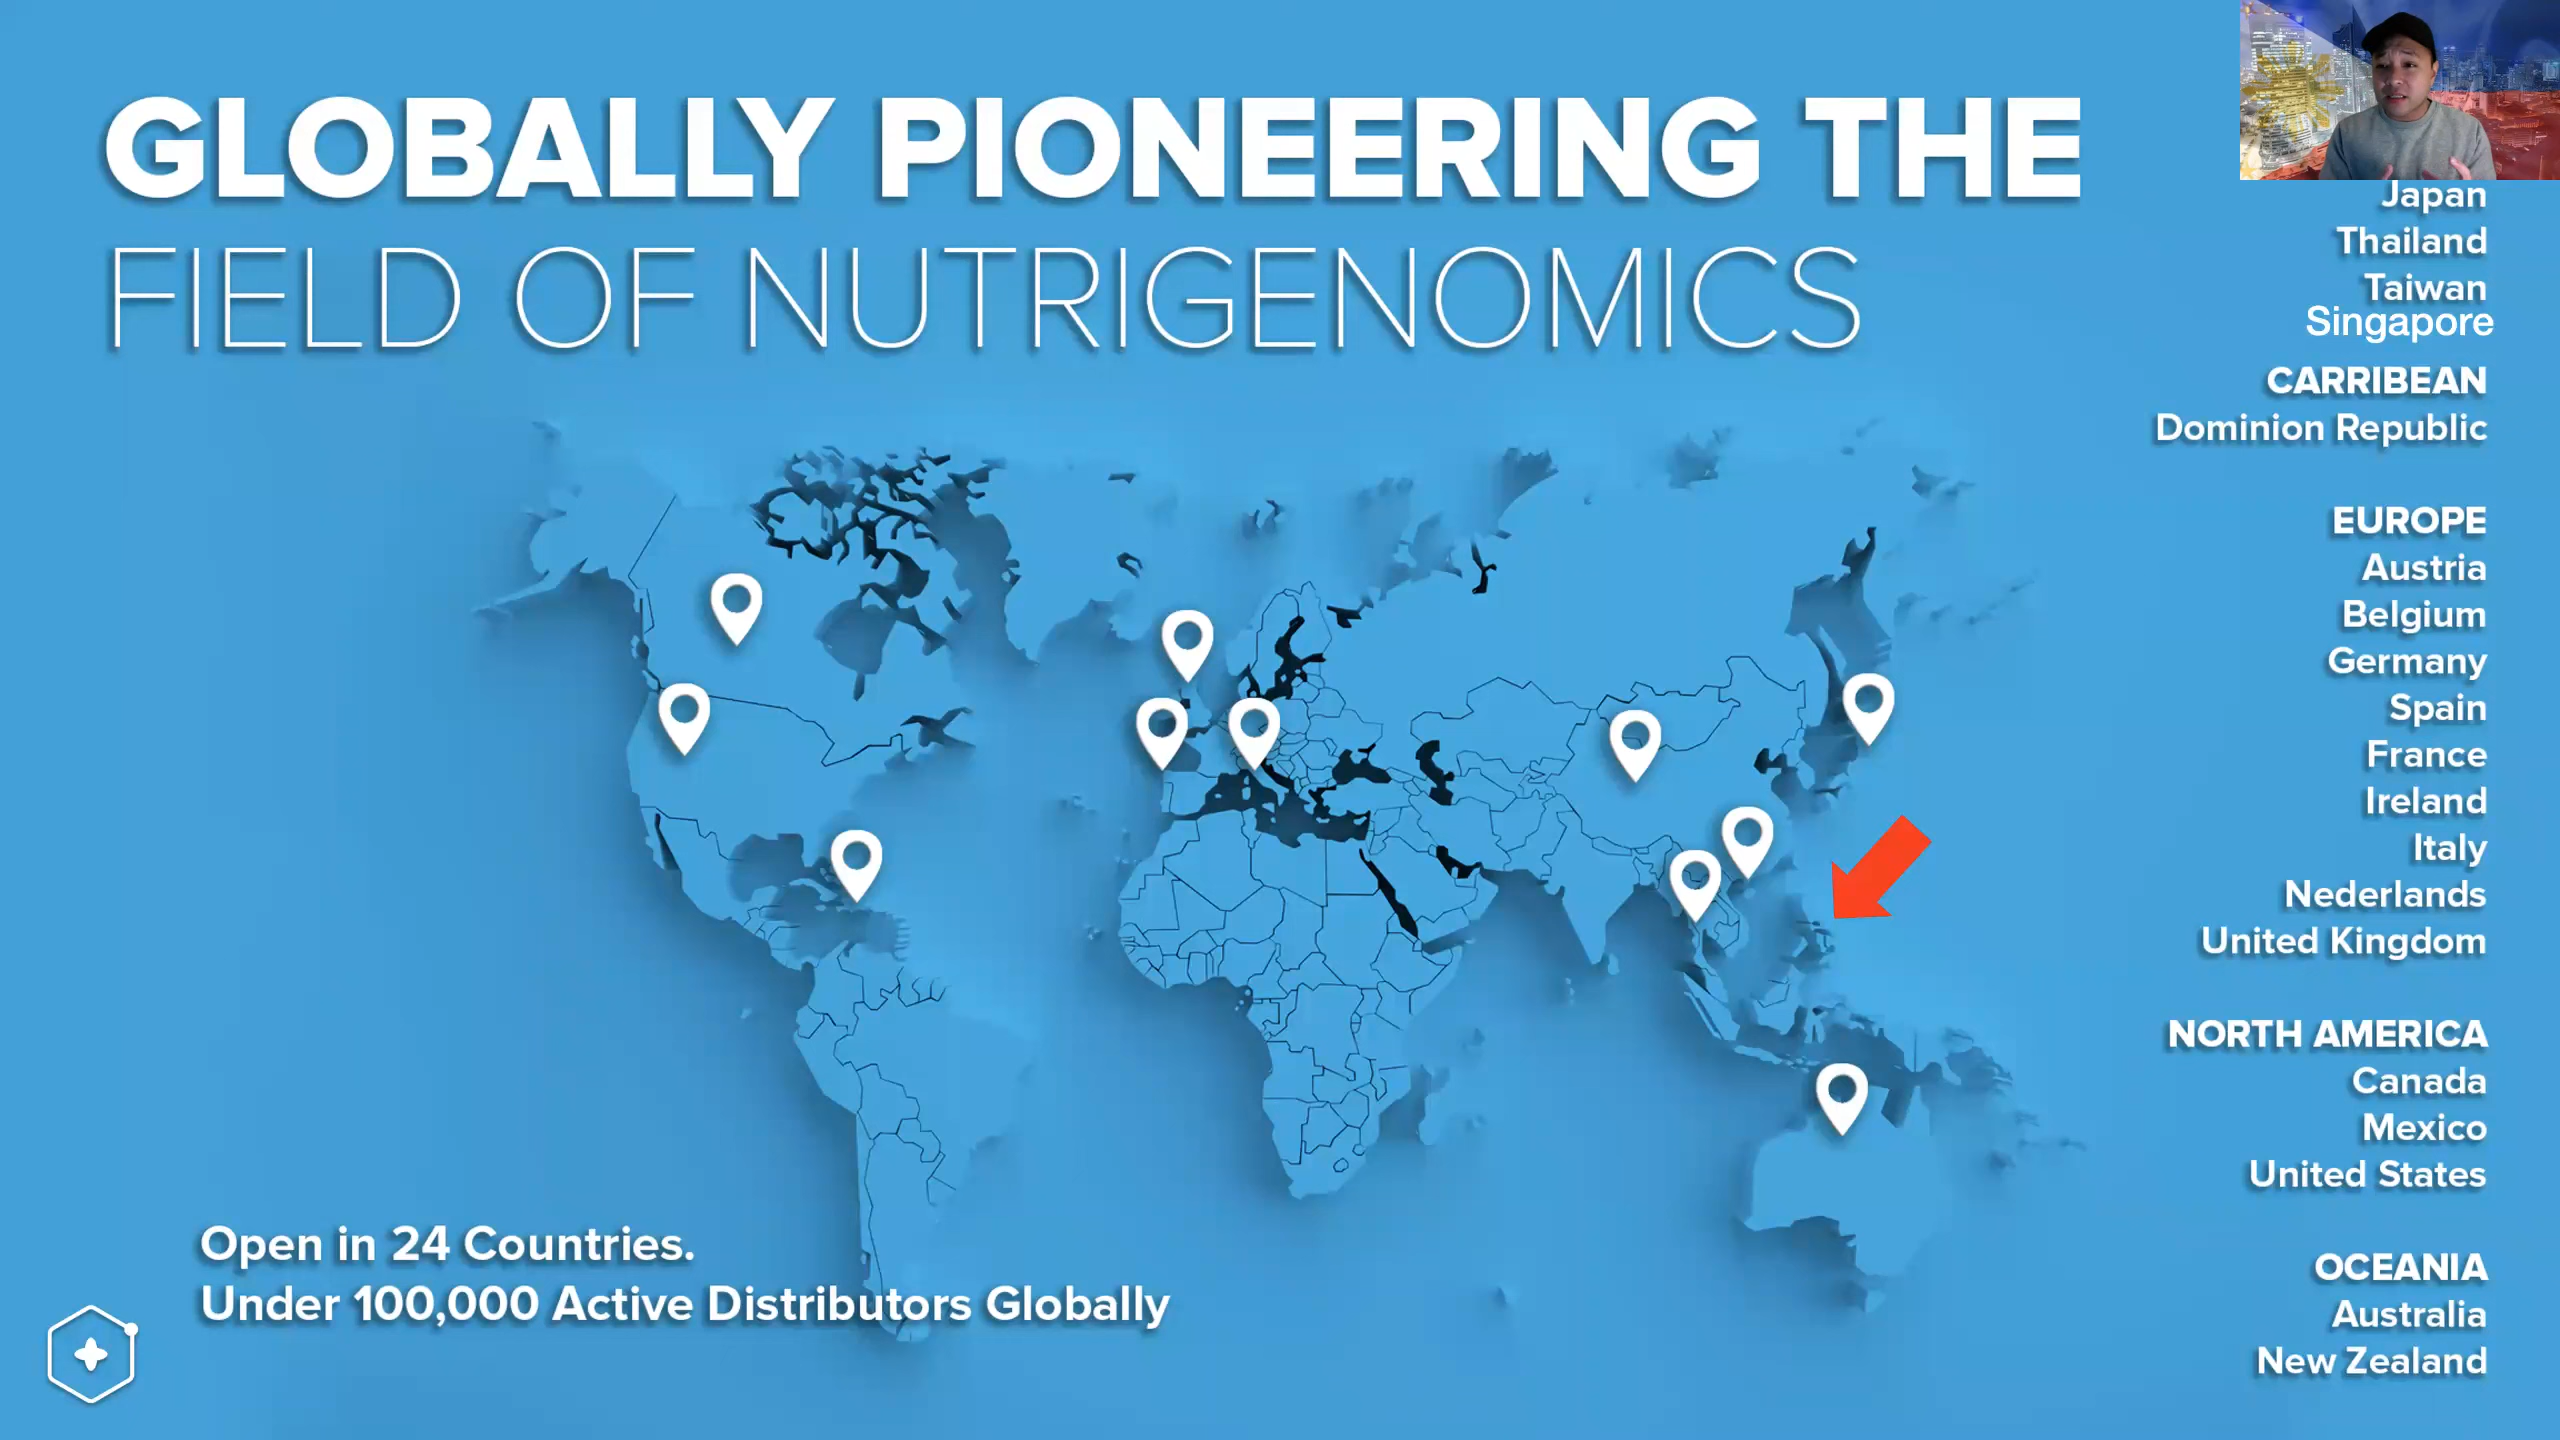 GLOBALLY PIONEERING THE
FIELD OF NUTRIGENOMICS
Japan
Thailand
Taiwan
Singapore
CARRIBEAN
Dominion Republic
EUROPE
Austria
Belgium
Germany
Spain
France
Ireland
Italy
Nederlands
United Kingdom
NORTH AMERICA
Canada
Mexico
United States
OCEANIA
Australia
New Zealand
Open in 24 Countries.
Under 100,000 Active Distributors Globally